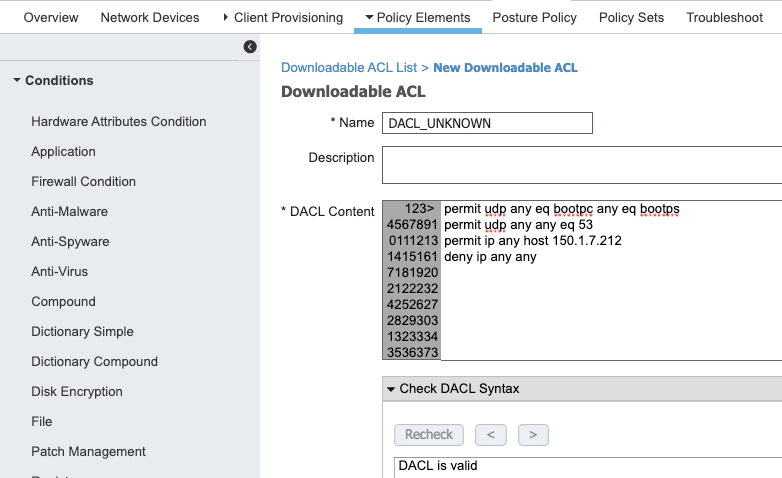 Overview Network Devices Client Provisioning Policy Elements Posture Policy Policy Sets Troubleshoot
Conditions
Hardware Attributes Condition
Application
Firewall Condition
Anti-Malware
Anti-Spyware
Anti-Virus
Compound
Dictionary Simple
Dictionary Compound
Disk Encryption
File
Patch Management
Downloadable ACL List > New Downloadable ACL
Downloadable ACL
* Name DACL_UNKNOWN
Description
* DACL Content
123> permit udp any eq bootpc any eq bootps
4567891 permit udp any any eq 53
0111213 permit ip any host 150.1.7.212
1415161 deny ip any any
7181920
2122232
4252627
2829303
1323334
3536373
Check DACL Syntax
Recheck < >
DACL is valid